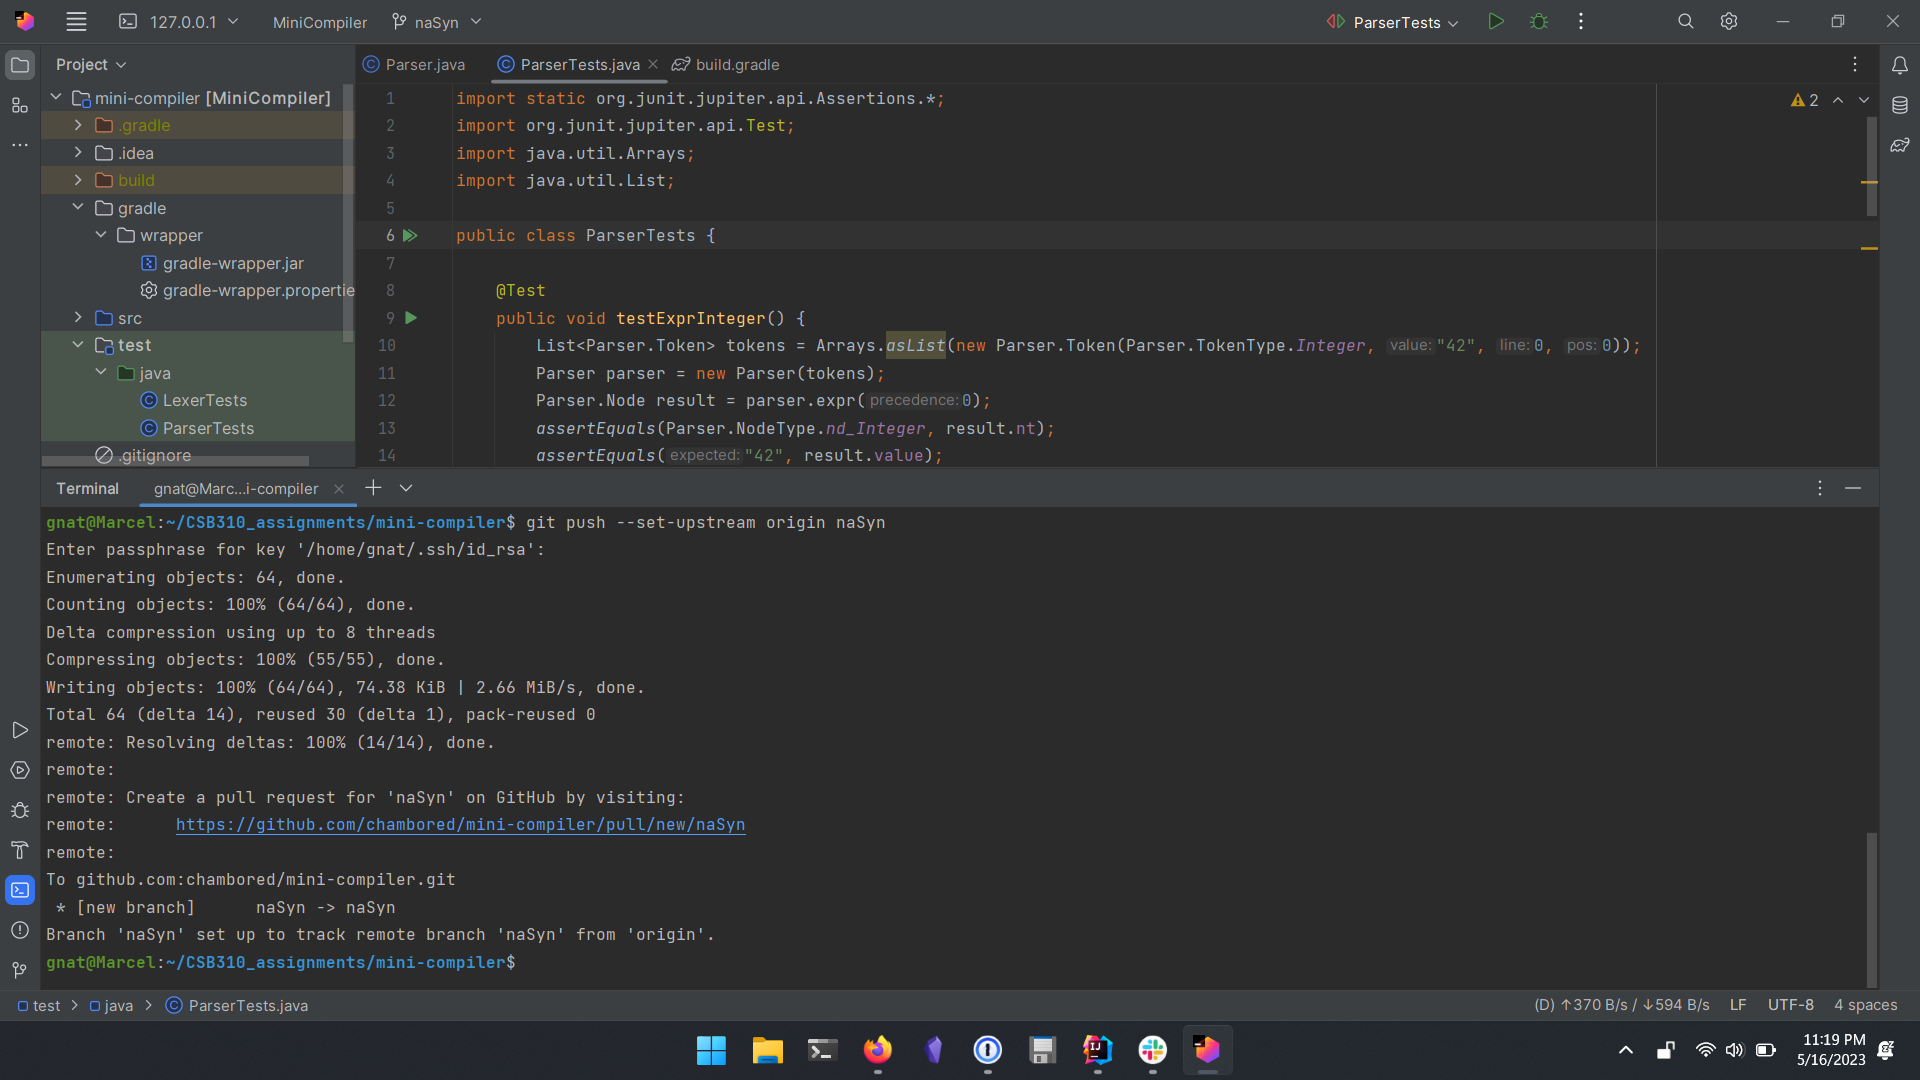 127.0.0.1 MiniCompiler naSyn ParserTests
Project
Parser.java ParserTests.java build.gradle
mini-compiler [MiniCompiler]
.gradle
.idea
build
gradle
wrapper
gradle-wrapper.jar
gradle-wrapper.propertie
src
test
java
LexerTests
ParserTests
.gitignore
2
1 import static org.junit.jupiter.api.Assertions.*;
2 import org.junit.jupiter.api.Test;
3 import java.util.Arrays;
4 import java.util.List;
5
6 public class ParserTests {
7
8 @Test
9 public void testExprInteger() {
10 List<Parser.Token> tokens = Arrays.asList(new Parser.Token(Parser.TokenType.Integer, value: "42", line: 0, pos: 0));
11 Parser parser = new Parser(tokens);
12 Parser.Node result = parser.expr( precedence: 0);
13 assertEquals(Parser.NodeType.nd_Integer, result.nt);
14 assertEquals( expected: "42", result.value);
Terminal gnat@Marc...i-compiler
gnat@Marcel:~/CSB310_assignments/mini-compiler$ git push --set-upstream origin naSyn
Enter passphrase for key '/home/gnat/.ssh/id_rsa':
Enumerating objects: 64, done.
Counting objects: 100% (64/64), done.
Delta compression using up to 8 threads
Compressing objects: 100% (55/55), done.
Writing objects: 100% (64/64), 74.38 KiB | 2.66 MiB/s, done.
Total 64 (delta 14), reused 30 (delta 1), pack-reused 0
remote: Resolving deltas: 100% (14/14), done.
remote:
remote: Create a pull request for 'naSyn' on GitHub by visiting:
remote: https://github.com/chambored/mini-compiler/pull/new/naSyn
remote:
To github.com:chambored/mini-compiler.git
* [new branch] naSyn -> naSyn
Branch 'naSyn' set up to track remote branch 'naSyn' from 'origin'.
gnat@Marcel:~/CSB310_assignments/mini-compiler$
test > java > ParserTests.java
(D) ↑370 B/s / ↓594 B/s LF UTF-8 4 spaces
11:19 PM
5/16/2023